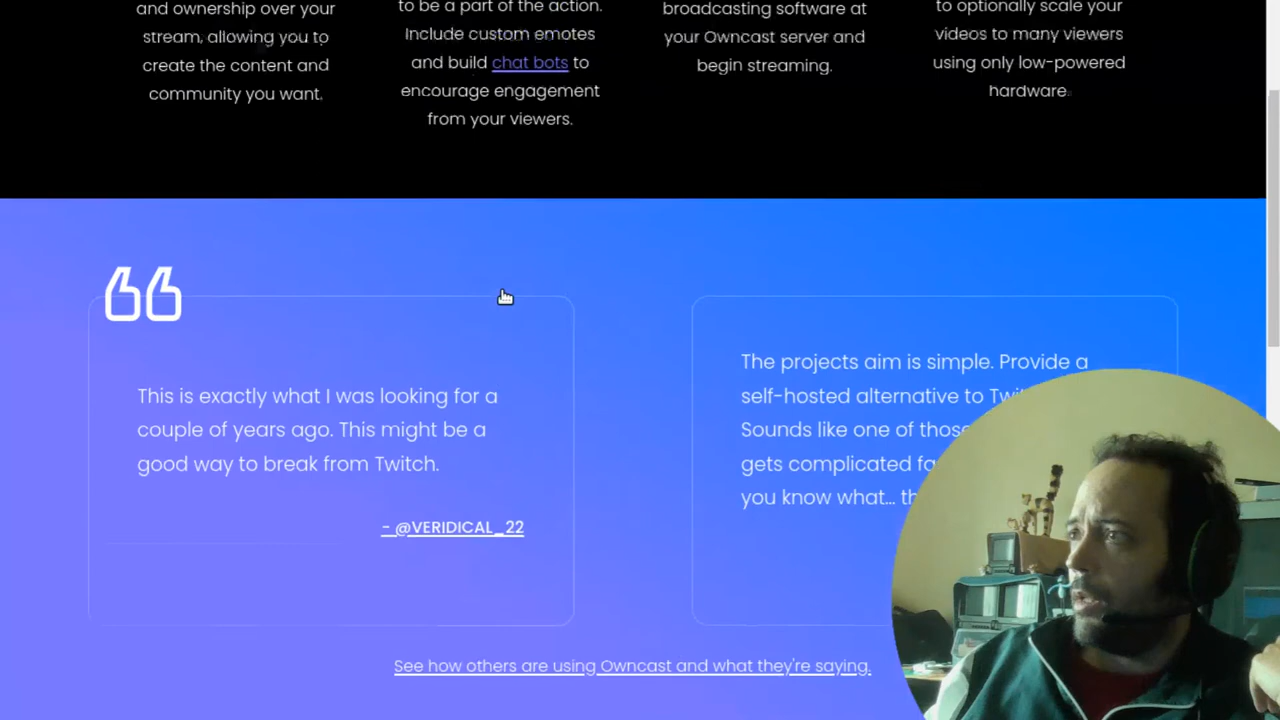 and ownership over your
stream, allowing you to
create the content and
community you want.
to be a part of the action.
Include custom emotes
and build chat bots to
encourage engagement
from your viewers.
broadcasting software at
your Owncast server and
begin streaming.
to optionally scale your
videos to many viewers
using only low-powered
hardware.
This is exactly what I was looking for a
couple of years ago. This might be a
good way to break from Twitch.
- @VERIDICAL_22
The projects aim is simple. Provide a
self-hosted alternative to
Sounds like one of those
gets complicated
you know what...
See how others are using Owncast and what they're saying.